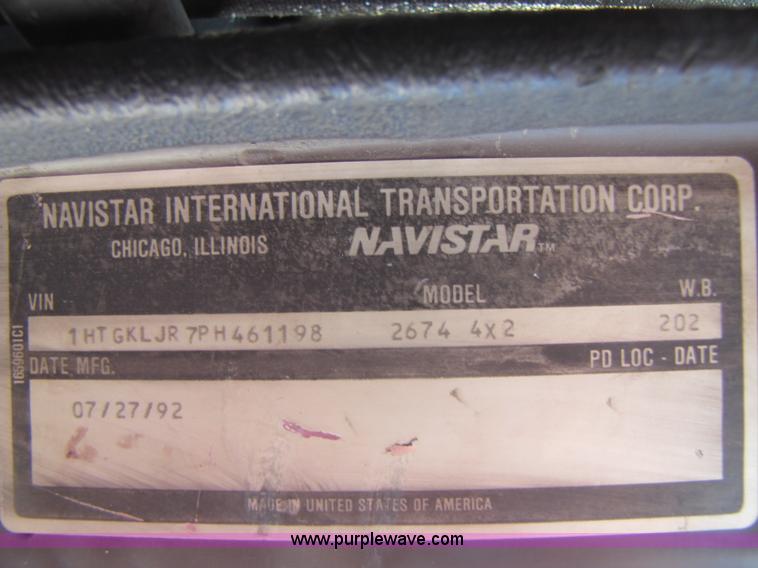 NAVISTAR INTERNATIONAL TRANSPORTATION CORP.
CHICAGO, ILLINOIS NAVISTAR™
VIN MODEL W.B.
1HTGKLJR7PH461198 2674 4X2 202
DATE MFG. PD LOC - DATE
07/27/92
MADE IN UNITED STATES OF AMERICA
1659601C1
www.purplewave.com